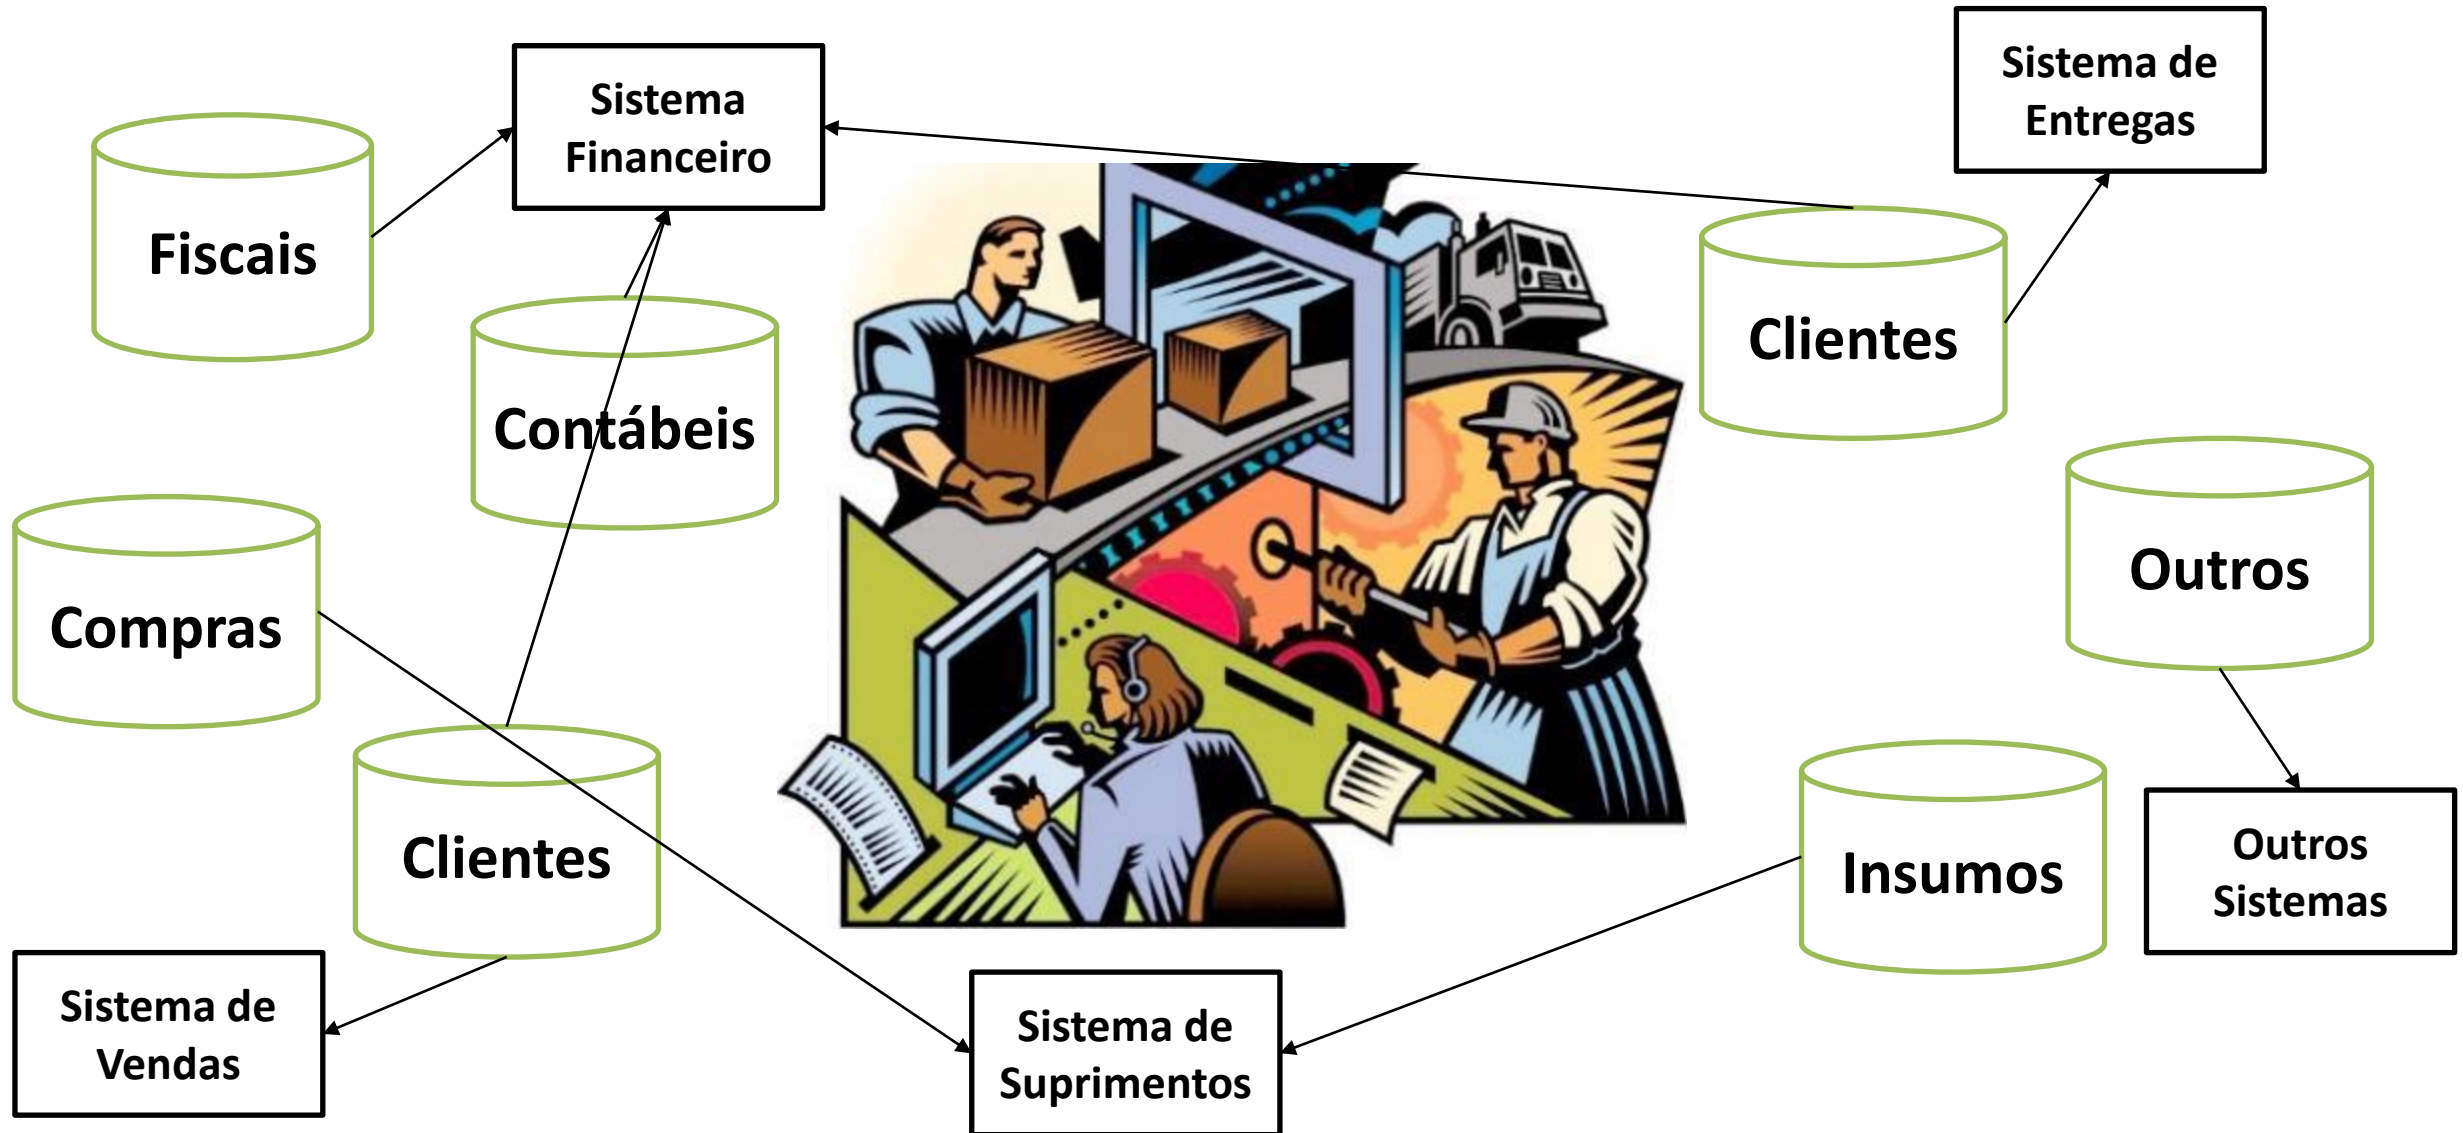 Sistema
Financeiro
Sistema de
Entregas
Fiscais
Clientes
Contábeis
Outros
Compras
Clientes
Insumos
Outros
Sistemas
Sistema de
Vendas
Sistema de
Suprimentos